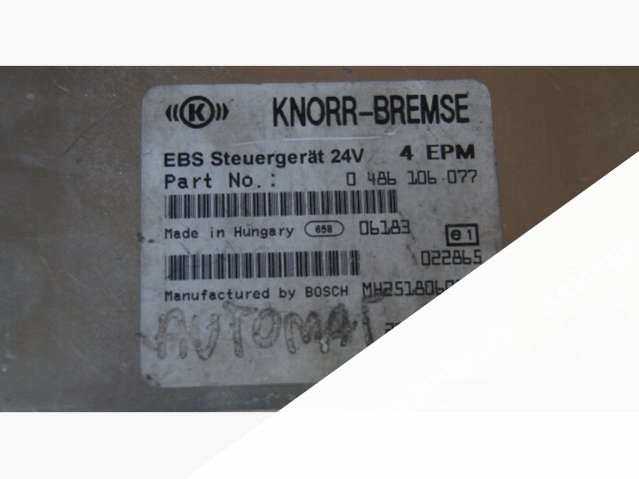 K KNORR-BREMSE
EBS Steuergerät 24V 4 EPM
Part No.: 0 486 106 077
Made in Hungary 658 06183 e1
022865
Manufactured by BOSCH
AUTOMAT